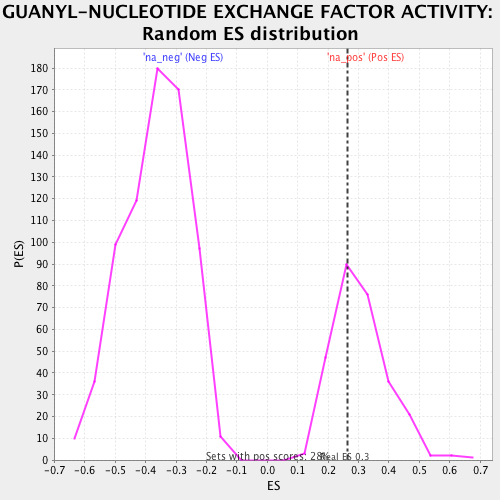 GUANYL-NUCLEOTIDE EXCHANGE FACTOR ACTIVITY:
Random ES distribution
'na_neg' (Neg ES) 'na_pos' (Pos ES)
180
170
160
150
140
130
120
110
100
90
80
70
60
50
40
30
20
10
0
P(ES)
Sets with pos scores: 28% Real ES 0.3
-0.7 -0.6 -0.5 -0.4 -0.3 -0.2 -0.1 0.0 0.1 0.2 0.3 0.4 0.5 0.6 0.7
ES